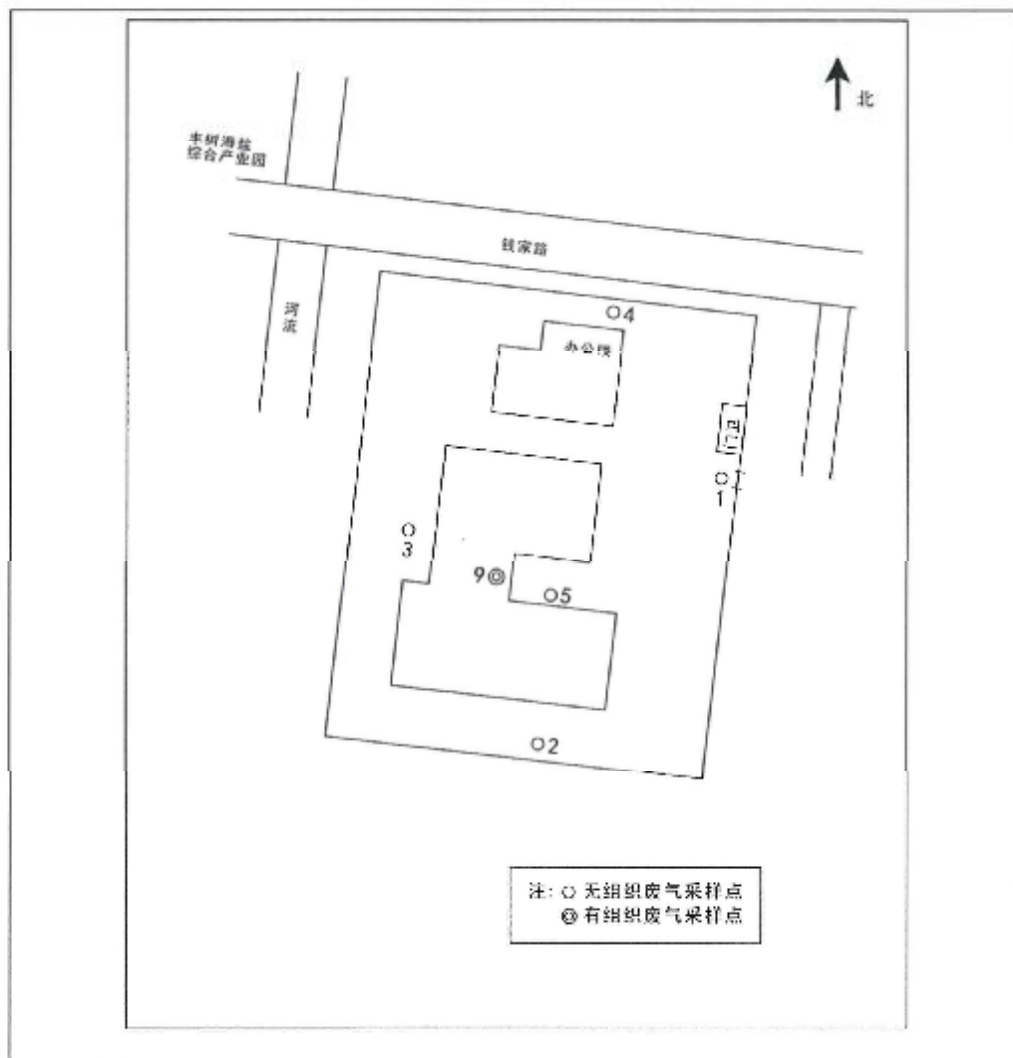 北
丰树海盐
综合产业园
钱家路
河流
4
办公楼
门卫
1
3
9
5
2
注: ○ 无组织废气采样点
◎ 有组织废气采样点